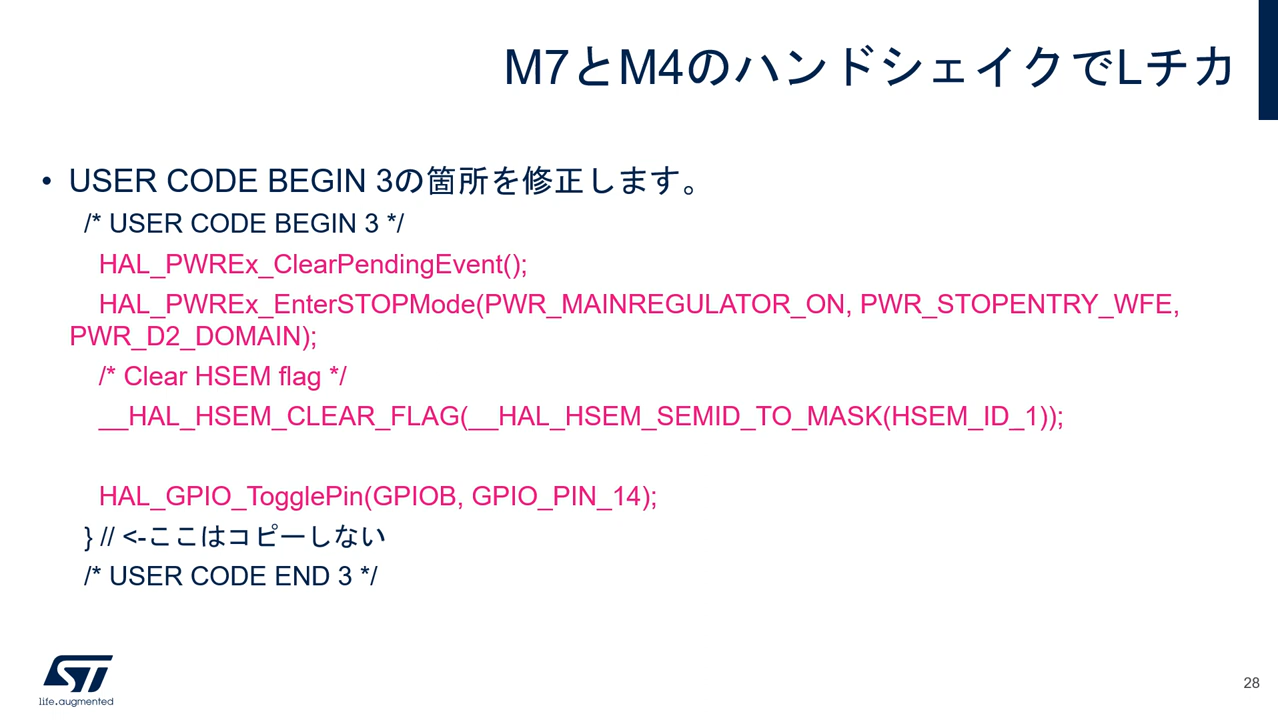 M7とM4のハンドシェイクでLチカ
• USER CODE BEGIN 3の箇所を修正します。
/* USER CODE BEGIN 3 */
HAL_PWREx_ClearPendingEvent();
HAL_PWREx_EnterSTOPMode(PWR_MAINREGULATOR_ON, PWR_STOPENTRY_WFE,
PWR_D2_DOMAIN);
/* Clear HSEM flag */
__HAL_HSEM_CLEAR_FLAG(__HAL_HSEM_SEMID_TO_MASK(HSEM_ID_1));
HAL_GPIO_TogglePin(GPIOB, GPIO_PIN_14);
} // <-ここはコピーしない
/* USER CODE END 3 */
ST
life.augmented
28